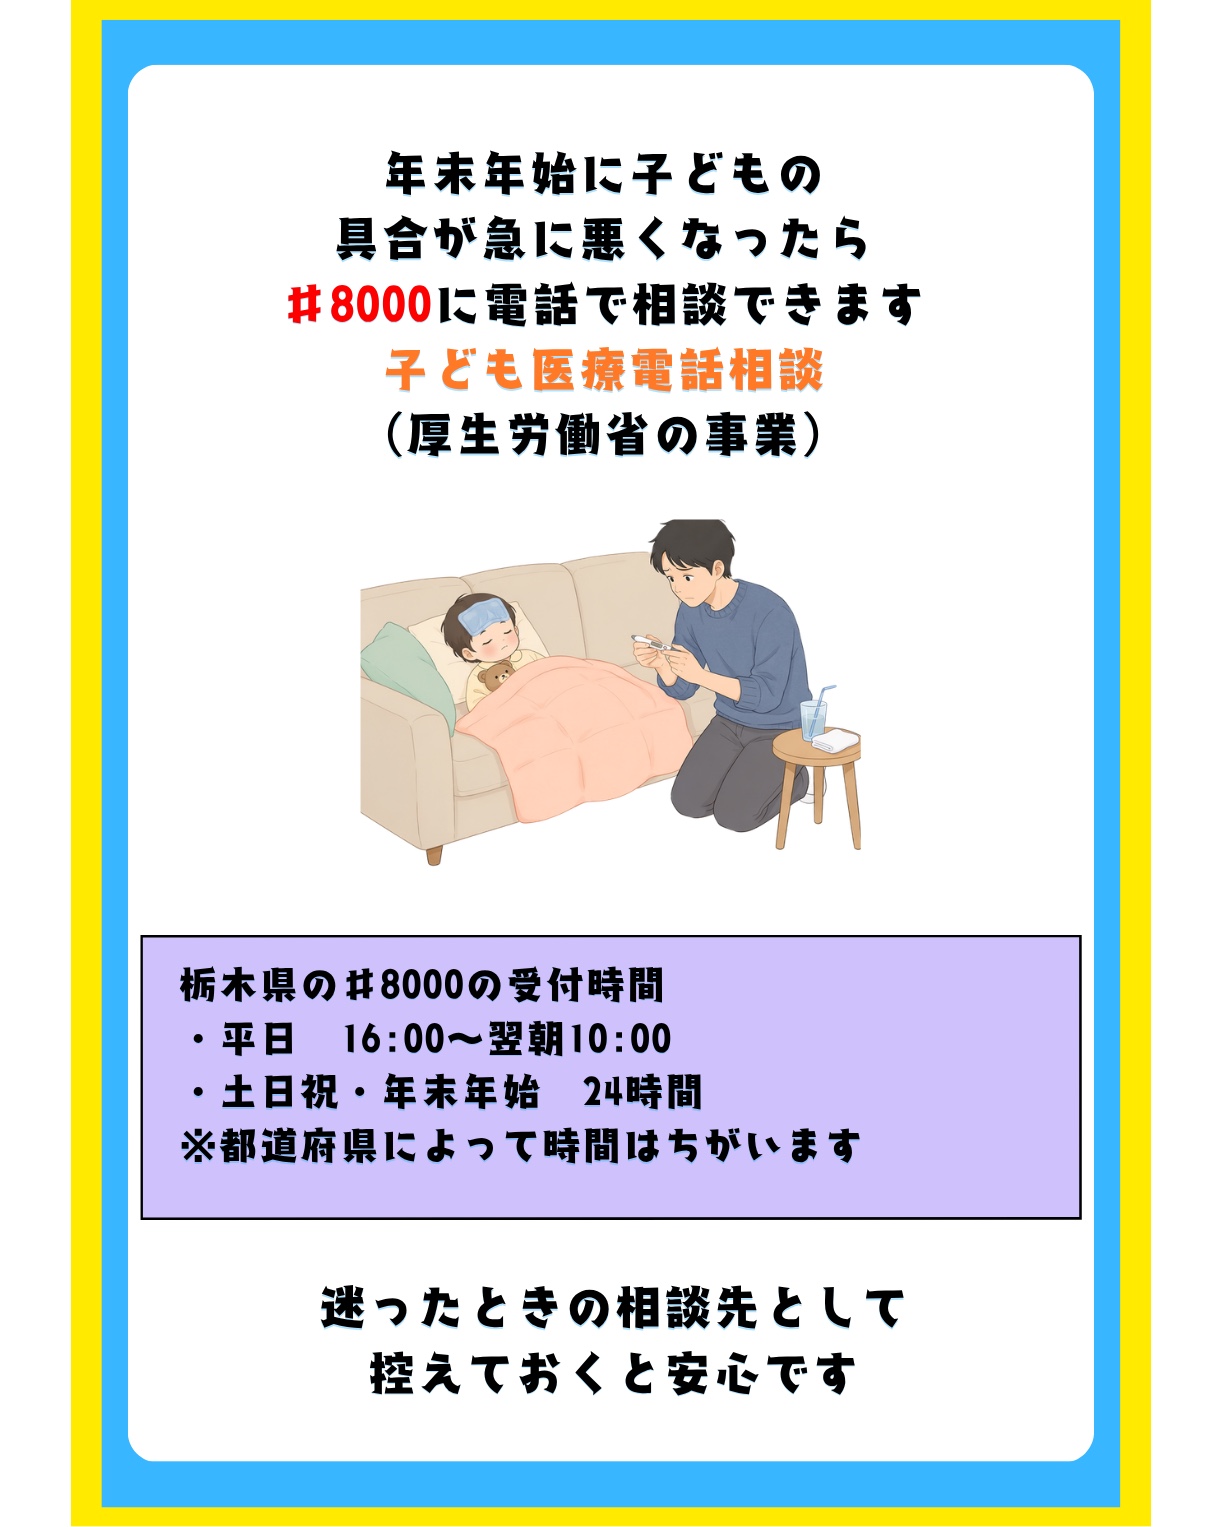 年末年始に子どもの
具合が急に悪くなったら
♯8000に電話で相談できます
子ども医療電話相談
（厚生労働省の事業）
栃木県の♯8000の受付時間
・平日　16:00～翌朝10:00
・土日祝・年末年始　24時間
※都道府県によって時間はちがいます
迷ったときの相談先として
控えておくと安心です